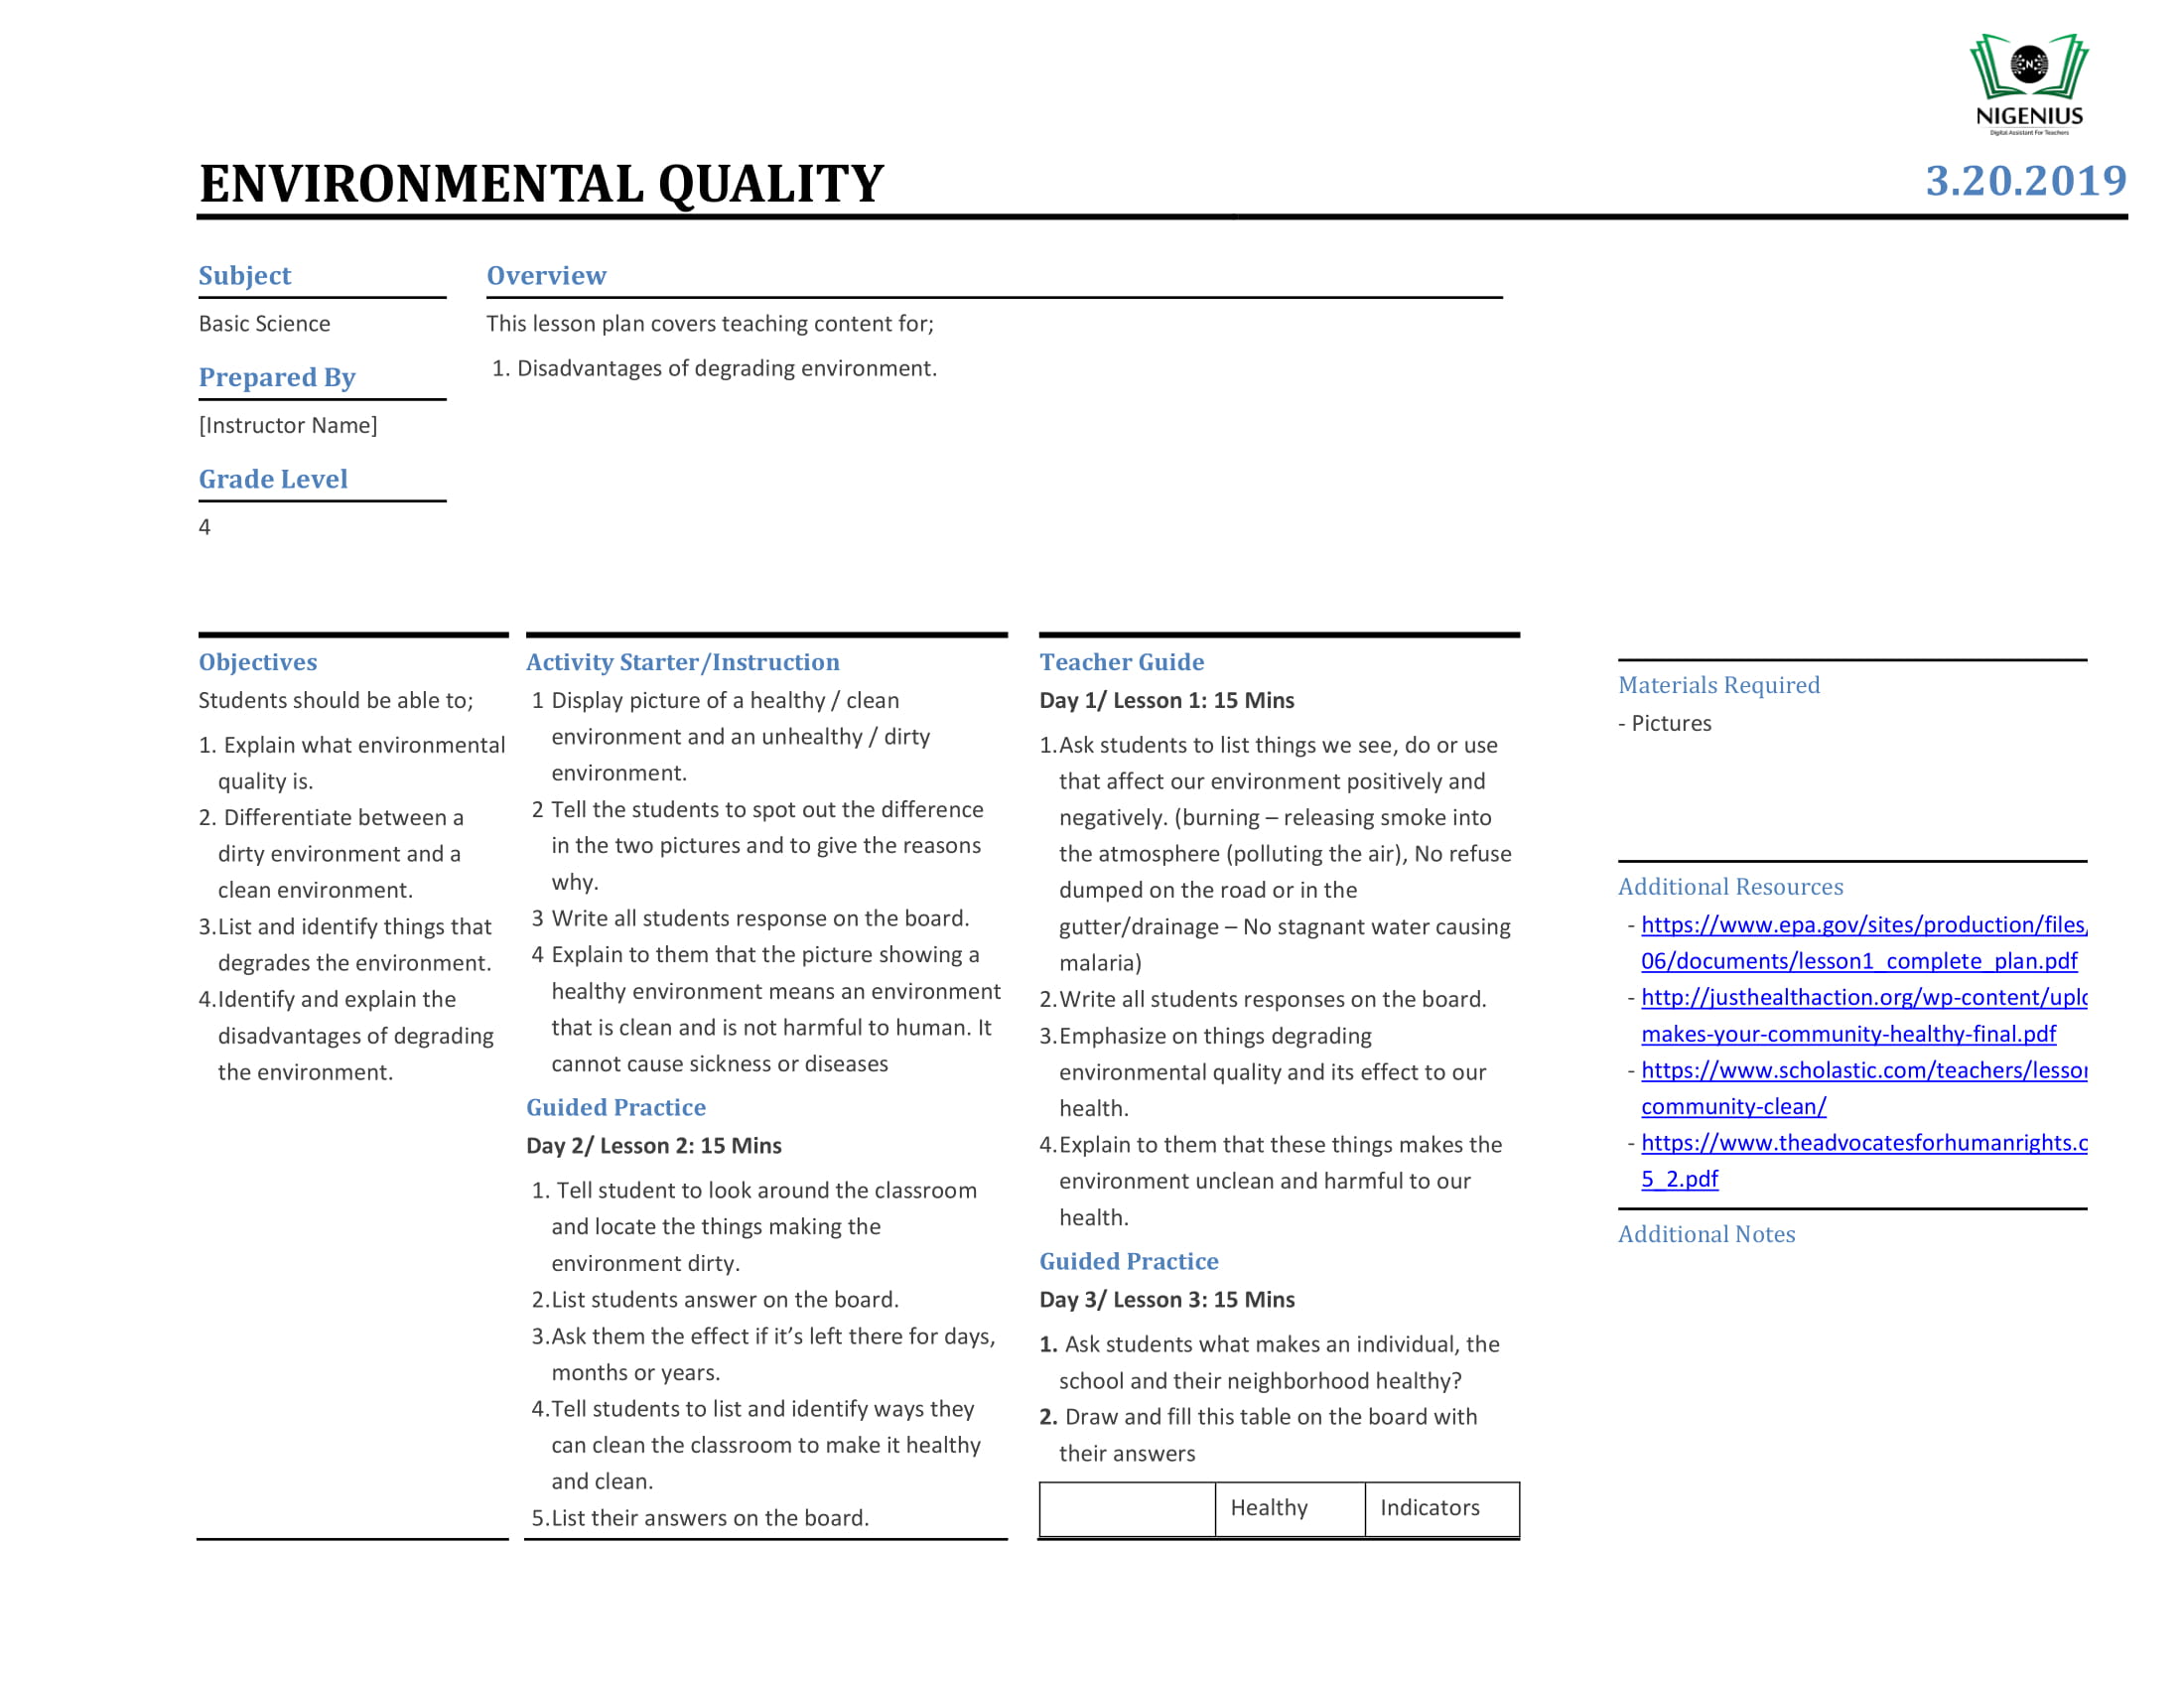 NIGENIUS
Digital Assistant For Teachers
ENVIRONMENTAL QUALITY
3.20.2019
Subject
Basic Science
Prepared By
[Instructor Name]
Grade Level
4
Overview
This lesson plan covers teaching content for;
1. Disadvantages of degrading environment.
Objectives
Students should be able to;
1. Explain what environmental
quality is.
2. Differentiate between a
dirty environment and a
clean environment.
3.List and identify things that
degrades the environment.
4.Identify and explain the
disadvantages of degrading
the environment.
Activity Starter/Instruction
1 Display picture of a healthy / clean
environment and an unhealthy / dirty
environment.
2 Tell the students to spot out the difference
in the two pictures and to give the reasons
why.
3 Write all students response on the board.
4 Explain to them that the picture showing a
healthy environment means an environment
that is clean and is not harmful to human. It
cannot cause sickness or diseases
Guided Practice
Day 2/ Lesson 2: 15 Mins
1. Tell student to look around the classroom
and locate the things making the
environment dirty.
2.List students answer on the board.
3.Ask them the effect if it’s left there for days,
months or years.
4.Tell students to list and identify ways they
can clean the classroom to make it healthy
and clean.
5.List their answers on the board.
Teacher Guide
Day 1/ Lesson 1: 15 Mins
1.Ask students to list things we see, do or use
that affect our environment positively and
negatively. (burning – releasing smoke into
the atmosphere (polluting the air), No refuse
dumped on the road or in the
gutter/drainage – No stagnant water causing
malaria)
2.Write all students responses on the board.
3.Emphasize on things degrading
environmental quality and its effect to our
health.
4.Explain to them that these things makes the
environment unclean and harmful to our
health.
Guided Practice
Day 3/ Lesson 3: 15 Mins
1. Ask students what makes an individual, the
school and their neighborhood healthy?
2. Draw and fill this table on the board with
their answers
Healthy Indicators
Materials Required
- Pictures
Additional Resources
- https://www.epa.gov/sites/production/files/
06/documents/lesson1_complete_plan.pdf
- http://justhealthaction.org/wp-content/uplo
makes-your-community-healthy-final.pdf
- https://www.scholastic.com/teachers/lesson
community-clean/
- https://www.theadvocatesforhumanrights.o
5_2.pdf
Additional Notes